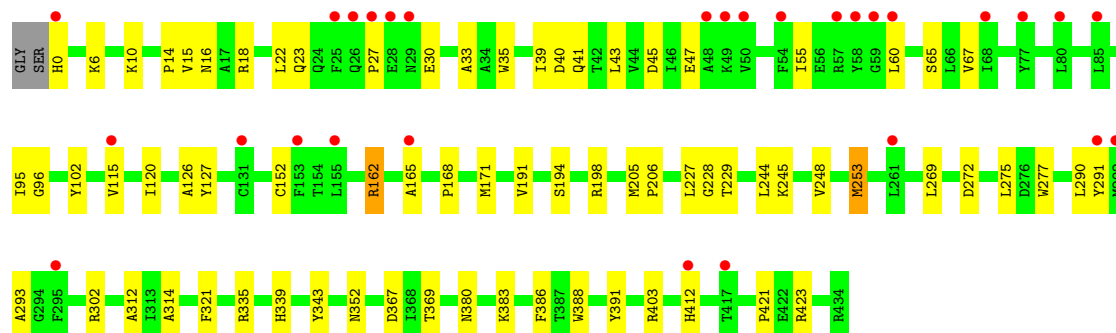 GLY SER H0 K6 K10 P14 V15 N16 A17 R18 L22 Q23 Q24 F25 Q26 P27 E28 N29 E30 A33 A34 W35 I39 D40 Q41 T42 L43 V44 D45 I46 E47 A48 K49 V50 F54 I55 E56 R57 Y58 G59 L60 S65 L66 V67 I68 Y77 L80 L85
I95 G96 Y102 V115 I120 A126 Y127 C131 C152 F153 T154 L155 R162 A165 P168 M171 V191 S194 R198 M205 P206 L227 G228 T229 L244 K245 V248 M253 L261 L269 D272 L275 D276 W277 L290 Y291
A293 G294 F295 R302 A312 I313 A314 F321 R335 H339 Y343 N352 D367 I368 T369 N380 K383 F386 T387 W388 Y391 R403 H412 T417 P421 E422 R423 R434